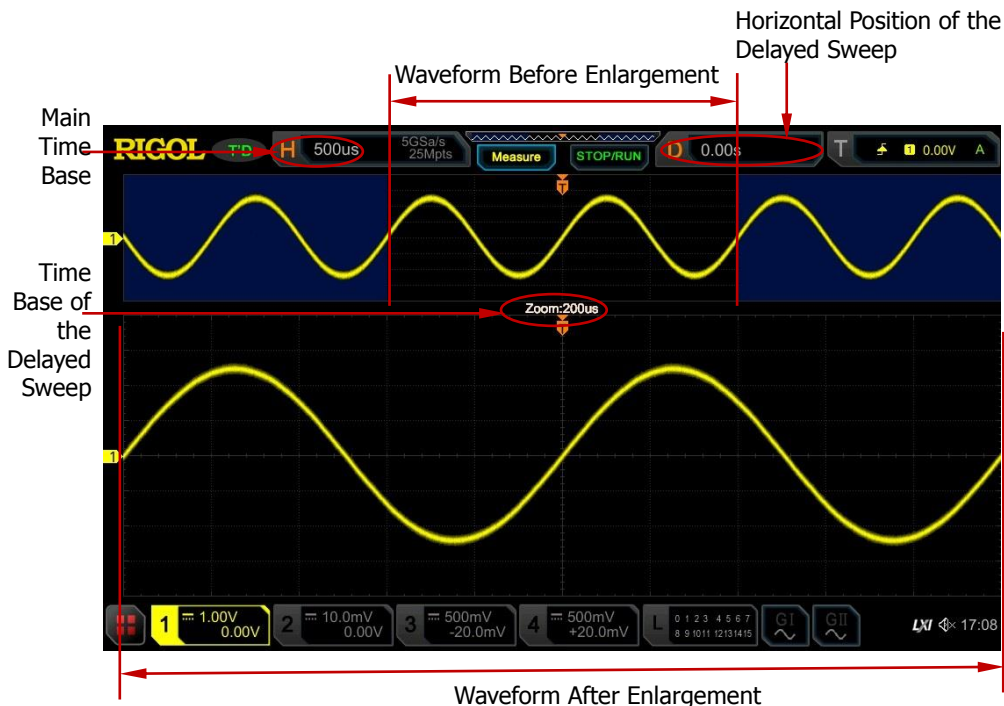 Horizontal Position of the
Delayed Sweep
Waveform Before Enlargement
Main
Time
Base
RIGOL T'D H 500us 5GSa/s
25Mpts
Measure STOP/RUN D 0.00s T 1 0.00V A
T
1
Time
Base of
the
Delayed
Sweep
Zoom:200us
T
1
1 1.00V
0.00V
2 10.0mV
0.00V
3 500mV
-20.0mV
4 500mV
+20.0mV
L 0 1 2 3 4 5 6 7
8 9 10 11 12 13 14 15
GI GII
LXI 17:08
Waveform After Enlargement